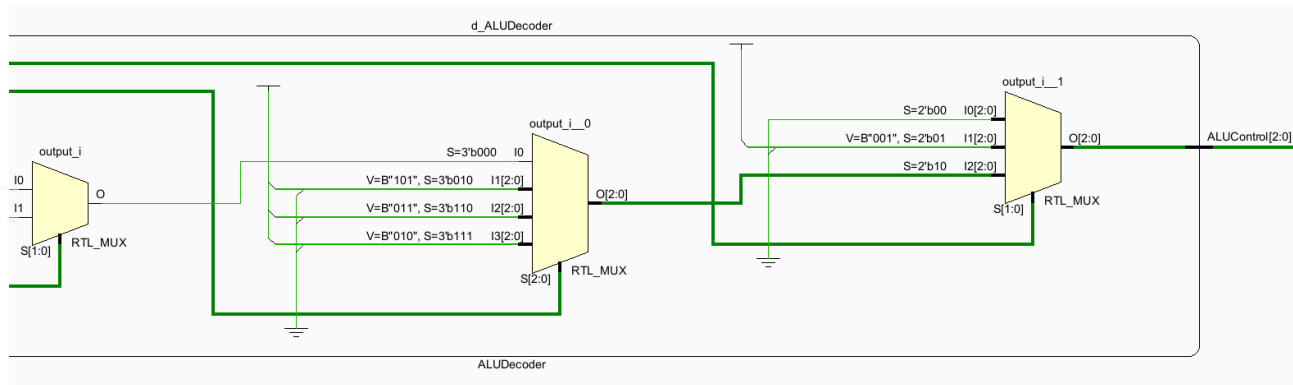 d_ALUDecoder
output_i
I0
I1
O
S[1:0]
RTL_MUX
output_i__0
S=3'b000 I0
V=B"101", S=3'b010 I1[2:0]
V=B"011", S=3'b110 I2[2:0]
V=B"010", S=3'b111 I3[2:0]
O[2:0]
S[2:0]
RTL_MUX
output_i__1
S=2'b00 I0[2:0]
V=B"001", S=2'b01 I1[2:0]
S=2'b10 I2[2:0]
O[2:0]
S[1:0]
RTL_MUX
ALUControl[2:0]
ALUDecoder